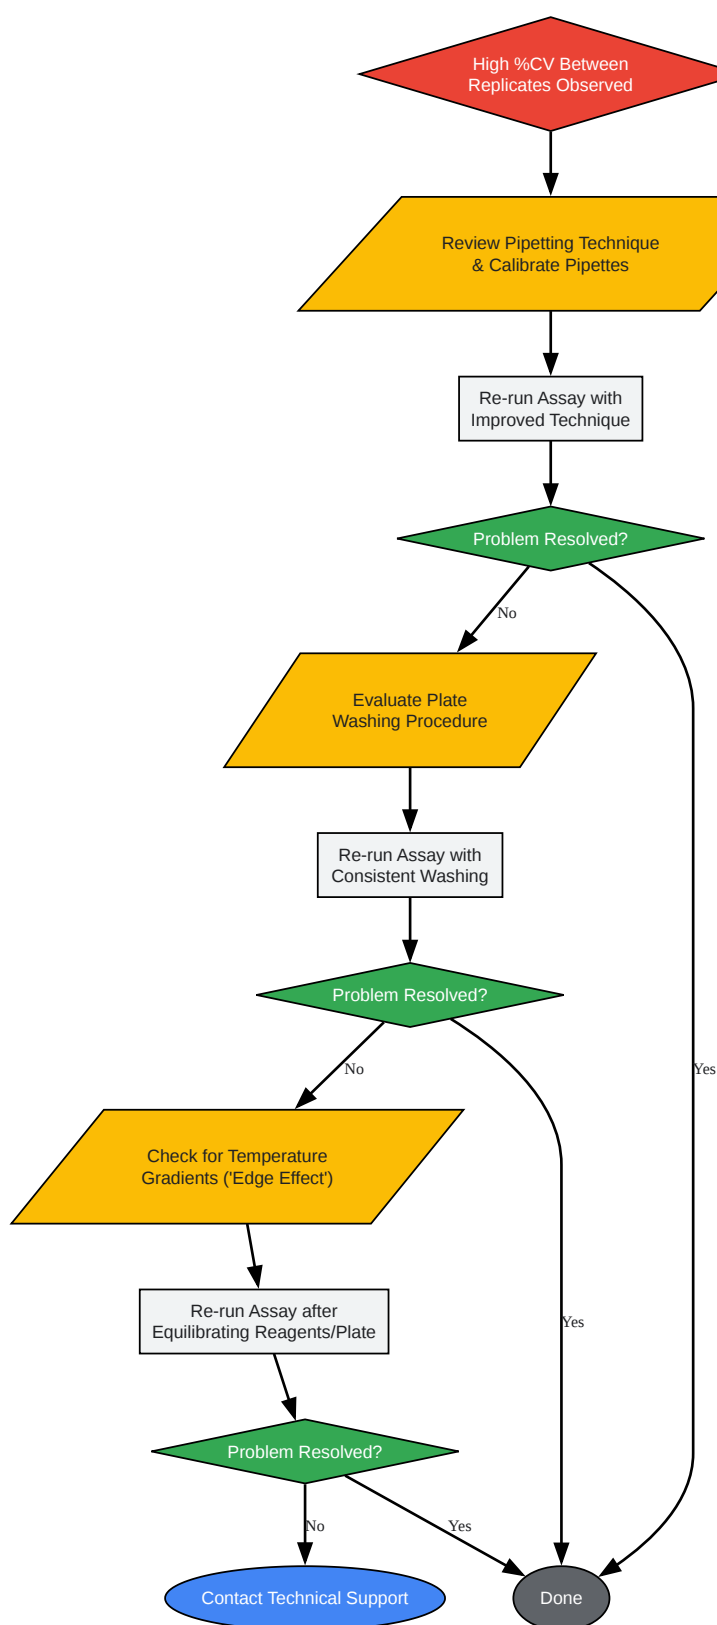 High %CV Between
Replicates Observed
Review Pipetting Technique
& Calibrate Pipettes
Re-run Assay with
Improved Technique
Problem Resolved?
No
Evaluate Plate
Washing Procedure
Re-run Assay with
Consistent Washing
Problem Resolved?
No
Yes
Check for Temperature
Gradients ('Edge Effect')
Re-run Assay after
Equilibrating Reagents/Plate
Yes
Problem Resolved?
No
Yes
Contact Technical Support
Done